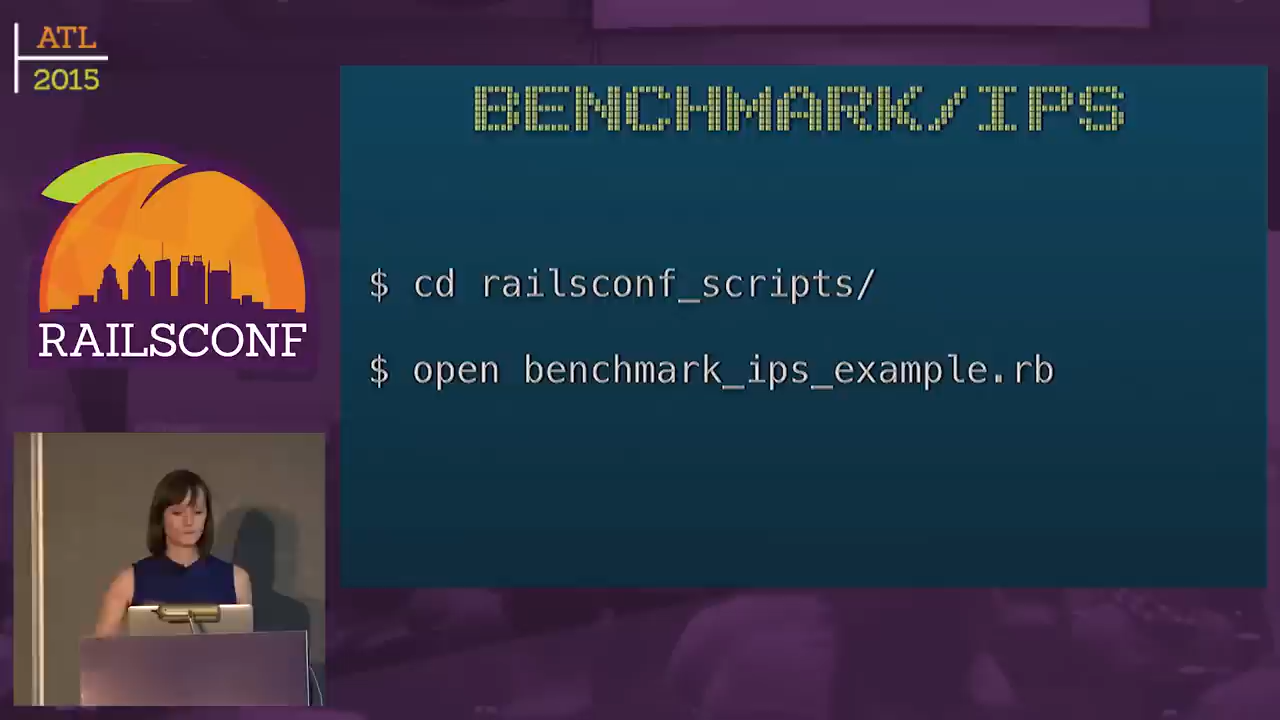 ATL
2015
RAILSCONF
BENCHMARK/IPS
$ cd railsconf_scripts/
$ open benchmark_ips_example.rb